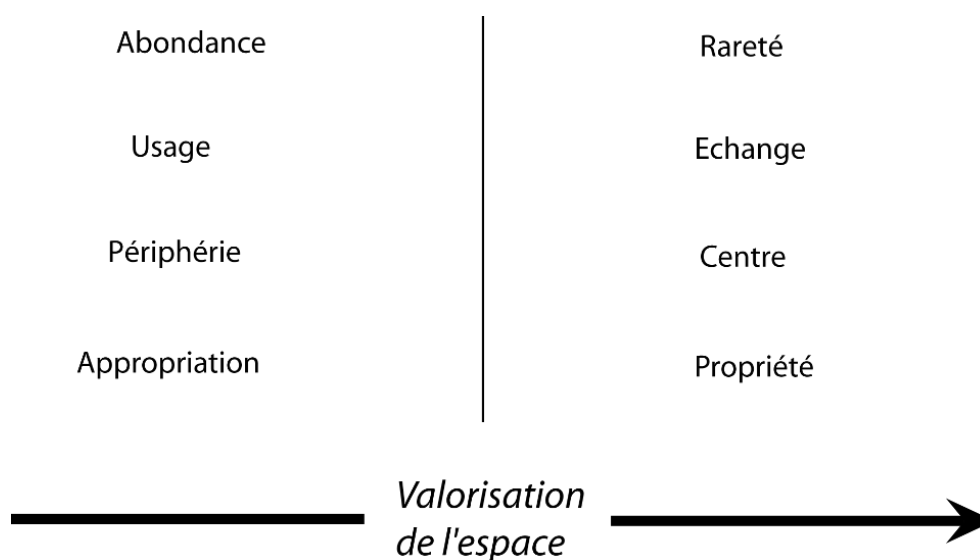 Abondance
Rareté
Usage
Echange
Périphérie
Centre
Appropriation
Propriété
Valorisation
de l'espace